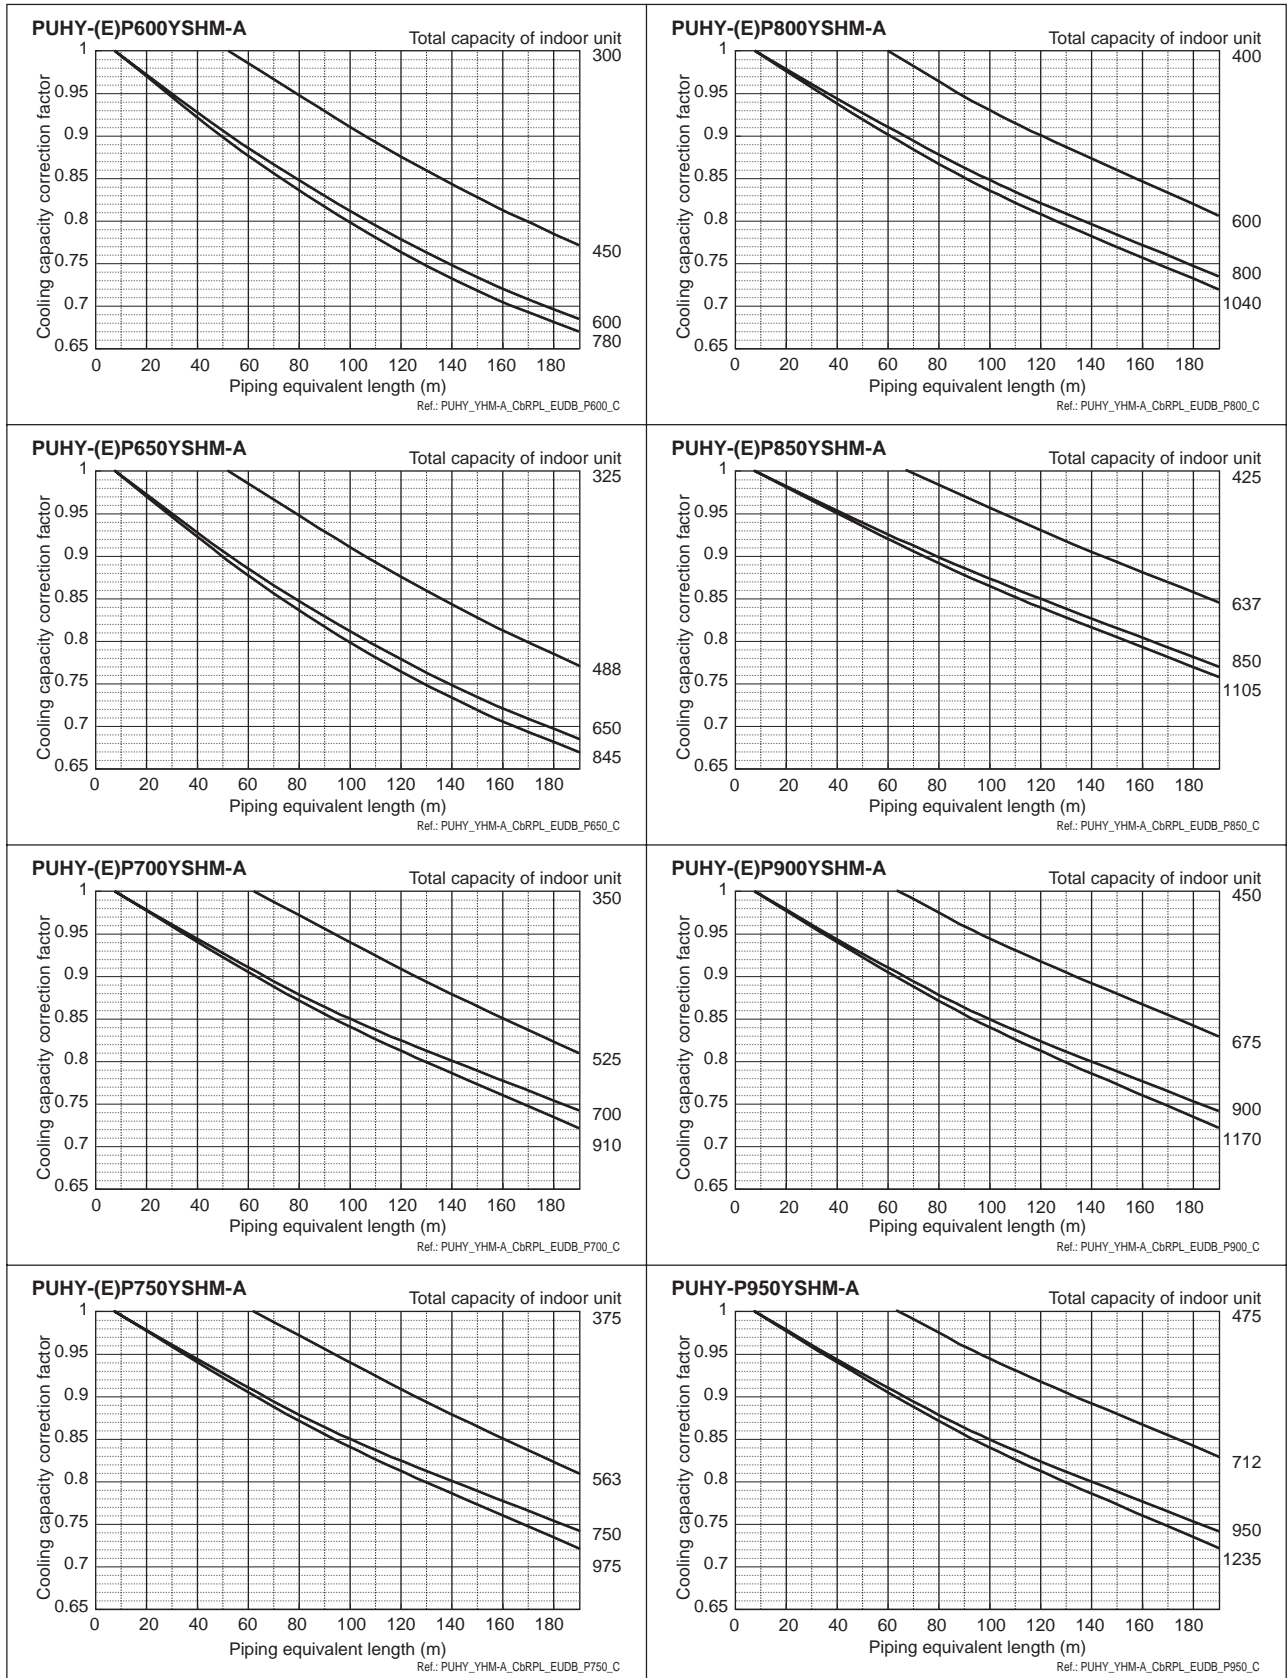 PUHY-(E)P600YSHM-A
Total capacity of indoor unit
300
Cooling capacity correction factor
1
0.95
0.9
0.85
0.8
0.75
0.7
0.65
450
600
780
0 20 40 60 80 100 120 140 160 180
Piping equivalent length (m)
Ref.: PUHY_YHM-A_CbRPL_EUDB_P600_C
PUHY-(E)P800YSHM-A
Total capacity of indoor unit
400
Cooling capacity correction factor
1
0.95
0.9
0.85
0.8
0.75
0.7
0.65
600
800
1040
0 20 40 60 80 100 120 140 160 180
Piping equivalent length (m)
Ref.: PUHY_YHM-A_CbRPL_EUDB_P800_C
PUHY-(E)P650YSHM-A
Total capacity of indoor unit
325
Cooling capacity correction factor
1
0.95
0.9
0.85
0.8
0.75
0.7
0.65
488
650
845
0 20 40 60 80 100 120 140 160 180
Piping equivalent length (m)
Ref.: PUHY_YHM-A_CbRPL_EUDB_P650_C
PUHY-(E)P850YSHM-A
Total capacity of indoor unit
425
Cooling capacity correction factor
1
0.95
0.9
0.85
0.8
0.75
0.7
0.65
637
850
1105
0 20 40 60 80 100 120 140 160 180
Piping equivalent length (m)
Ref.: PUHY_YHM-A_CbRPL_EUDB_P850_C
PUHY-(E)P700YSHM-A
Total capacity of indoor unit
350
Cooling capacity correction factor
1
0.95
0.9
0.85
0.8
0.75
0.7
0.65
525
700
910
0 20 40 60 80 100 120 140 160 180
Piping equivalent length (m)
Ref.: PUHY_YHM-A_CbRPL_EUDB_P700_C
PUHY-(E)P900YSHM-A
Total capacity of indoor unit
450
Cooling capacity correction factor
1
0.95
0.9
0.85
0.8
0.75
0.7
0.65
675
900
1170
0 20 40 60 80 100 120 140 160 180
Piping equivalent length (m)
Ref.: PUHY_YHM-A_CbRPL_EUDB_P900_C
PUHY-(E)P750YSHM-A
Total capacity of indoor unit
375
Cooling capacity correction factor
1
0.95
0.9
0.85
0.8
0.75
0.7
0.65
563
750
975
0 20 40 60 80 100 120 140 160 180
Piping equivalent length (m)
Ref.: PUHY_YHM-A_CbRPL_EUDB_P750_C
PUHY-P950YSHM-A
Total capacity of indoor unit
475
Cooling capacity correction factor
1
0.95
0.9
0.85
0.8
0.75
0.7
0.65
712
950
1235
0 20 40 60 80 100 120 140 160 180
Piping equivalent length (m)
Ref.: PUHY_YHM-A_CbRPL_EUDB_P950_C